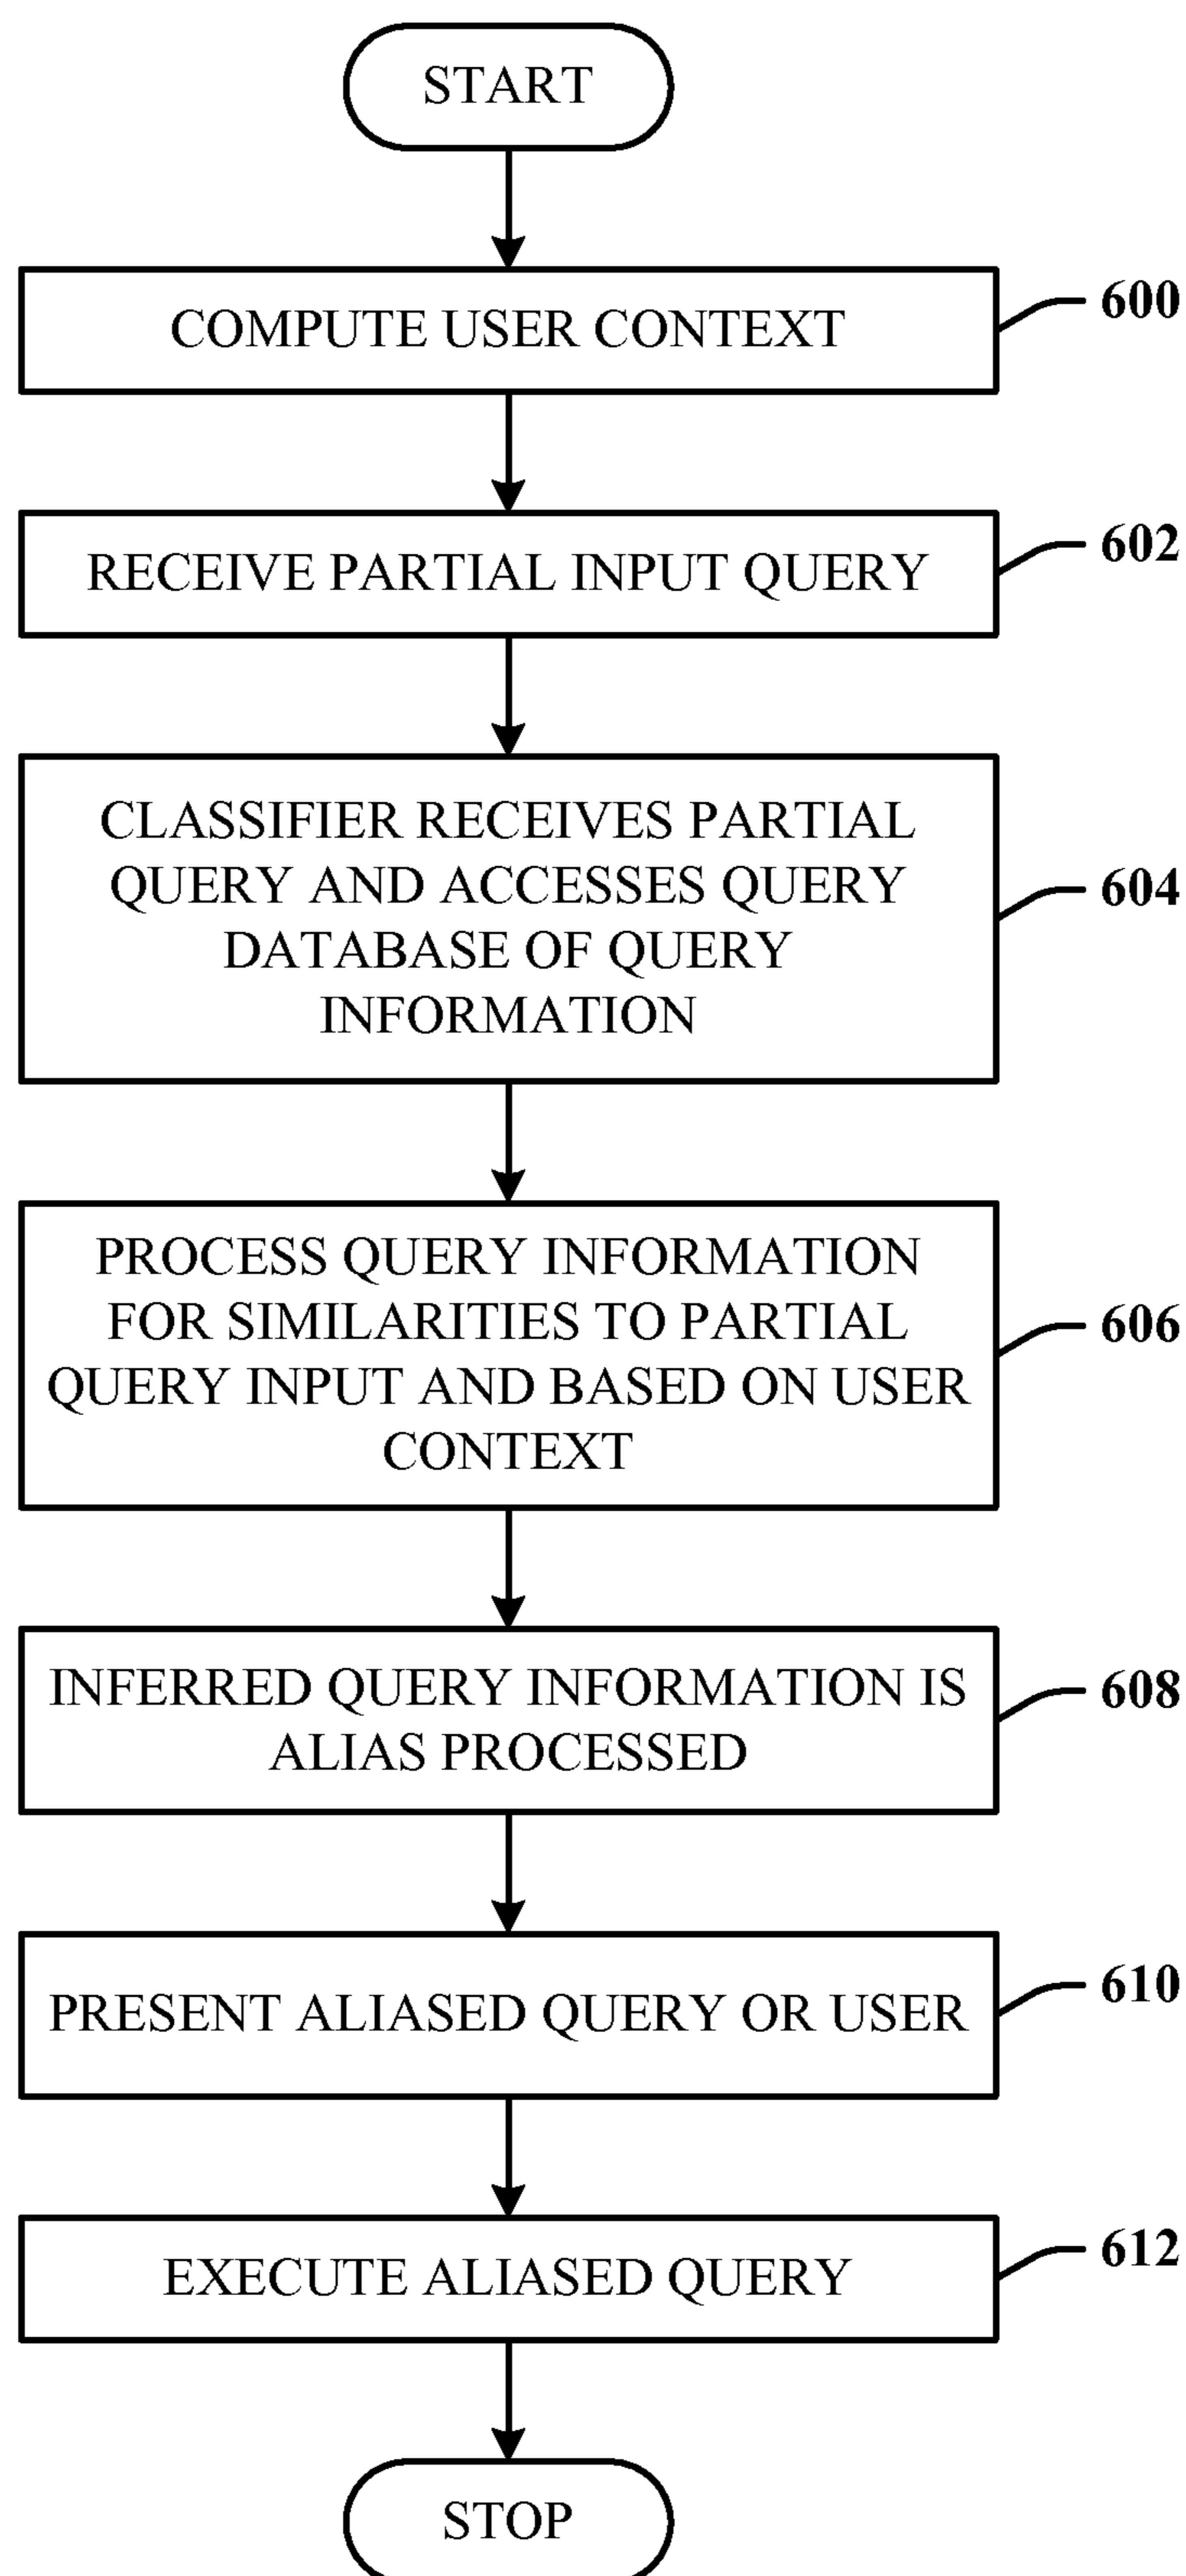 START
COMPUTE USER CONTEXT
600
RECEIVE PARTIAL INPUT QUERY
602
CLASSIFIER RECEIVES PARTIAL
QUERY AND ACCESSES QUERY
DATABASE OF QUERY
INFORMATION
604
PROCESS QUERY INFORMATION
FOR SIMILARITIES TO PARTIAL
QUERY INPUT AND BASED ON USER
CONTEXT
606
INFERRED QUERY INFORMATION IS
ALIAS PROCESSED
608
PRESENT ALIASED QUERY OR USER
610
EXECUTE ALIASED QUERY
612
STOP